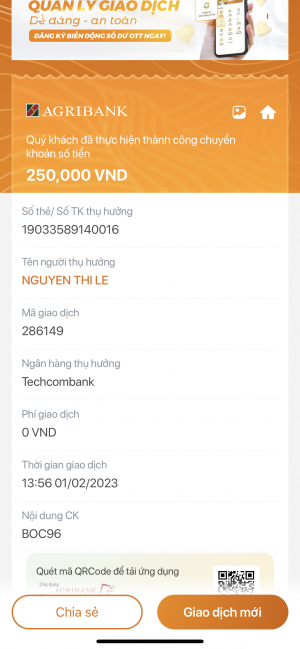 QUẢN LÝ GIAO DỊCH
Dễ dàng - an toàn
ĐĂNG KÝ BIẾN ĐỘNG SỐ DƯ OTT NGAY!
AGRIBANK
Quý khách đã thực hiện thành công chuyển
khoản số tiền
250,000 VND
Số thẻ/ Số TK thụ hưởng
19033589140016
Tên người thụ hưởng
NGUYEN THI LE
Mã giao dịch
286149
Ngân hàng thụ hưởng
Techcombank
Phí giao dịch
0 VND
Thời gian giao dịch
13:56 01/02/2023
Nội dung CK
BOC96
Quét mã QRCode để tải ứng dụng
Ứng dụng
AGRIBANK
Chia sẻ
Giao dịch mới